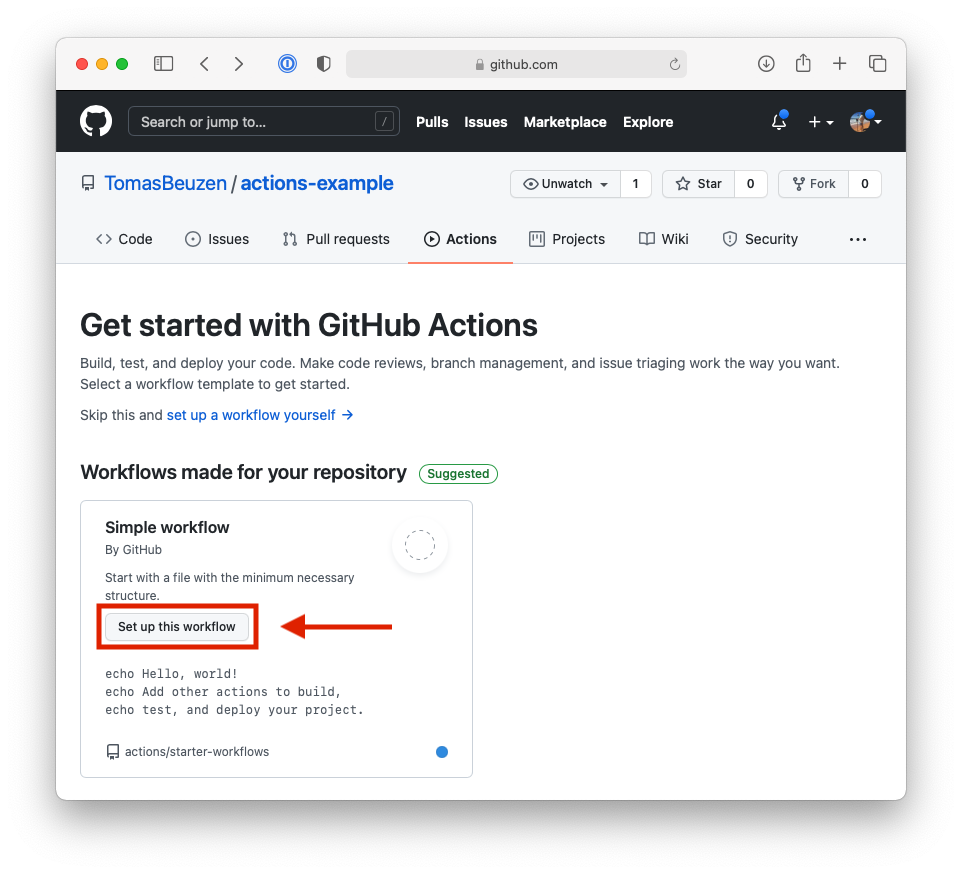 github.com
Search or jump to... /
Pulls Issues Marketplace Explore
TomasBeuzen / actions-example
Unwatch 1 Star 0 Fork 0
Code Issues Pull requests Actions Projects Wiki Security
Get started with GitHub Actions
Build, test, and deploy your code. Make code reviews, branch management, and issue triaging work the way you want.
Select a workflow template to get started.
Skip this and set up a workflow yourself →
Workflows made for your repository Suggested
Simple workflow
By GitHub
Start with a file with the minimum necessary
structure.
Set up this workflow
echo Hello, world!
echo Add other actions to build,
echo test, and deploy your project.
actions/starter-workflows